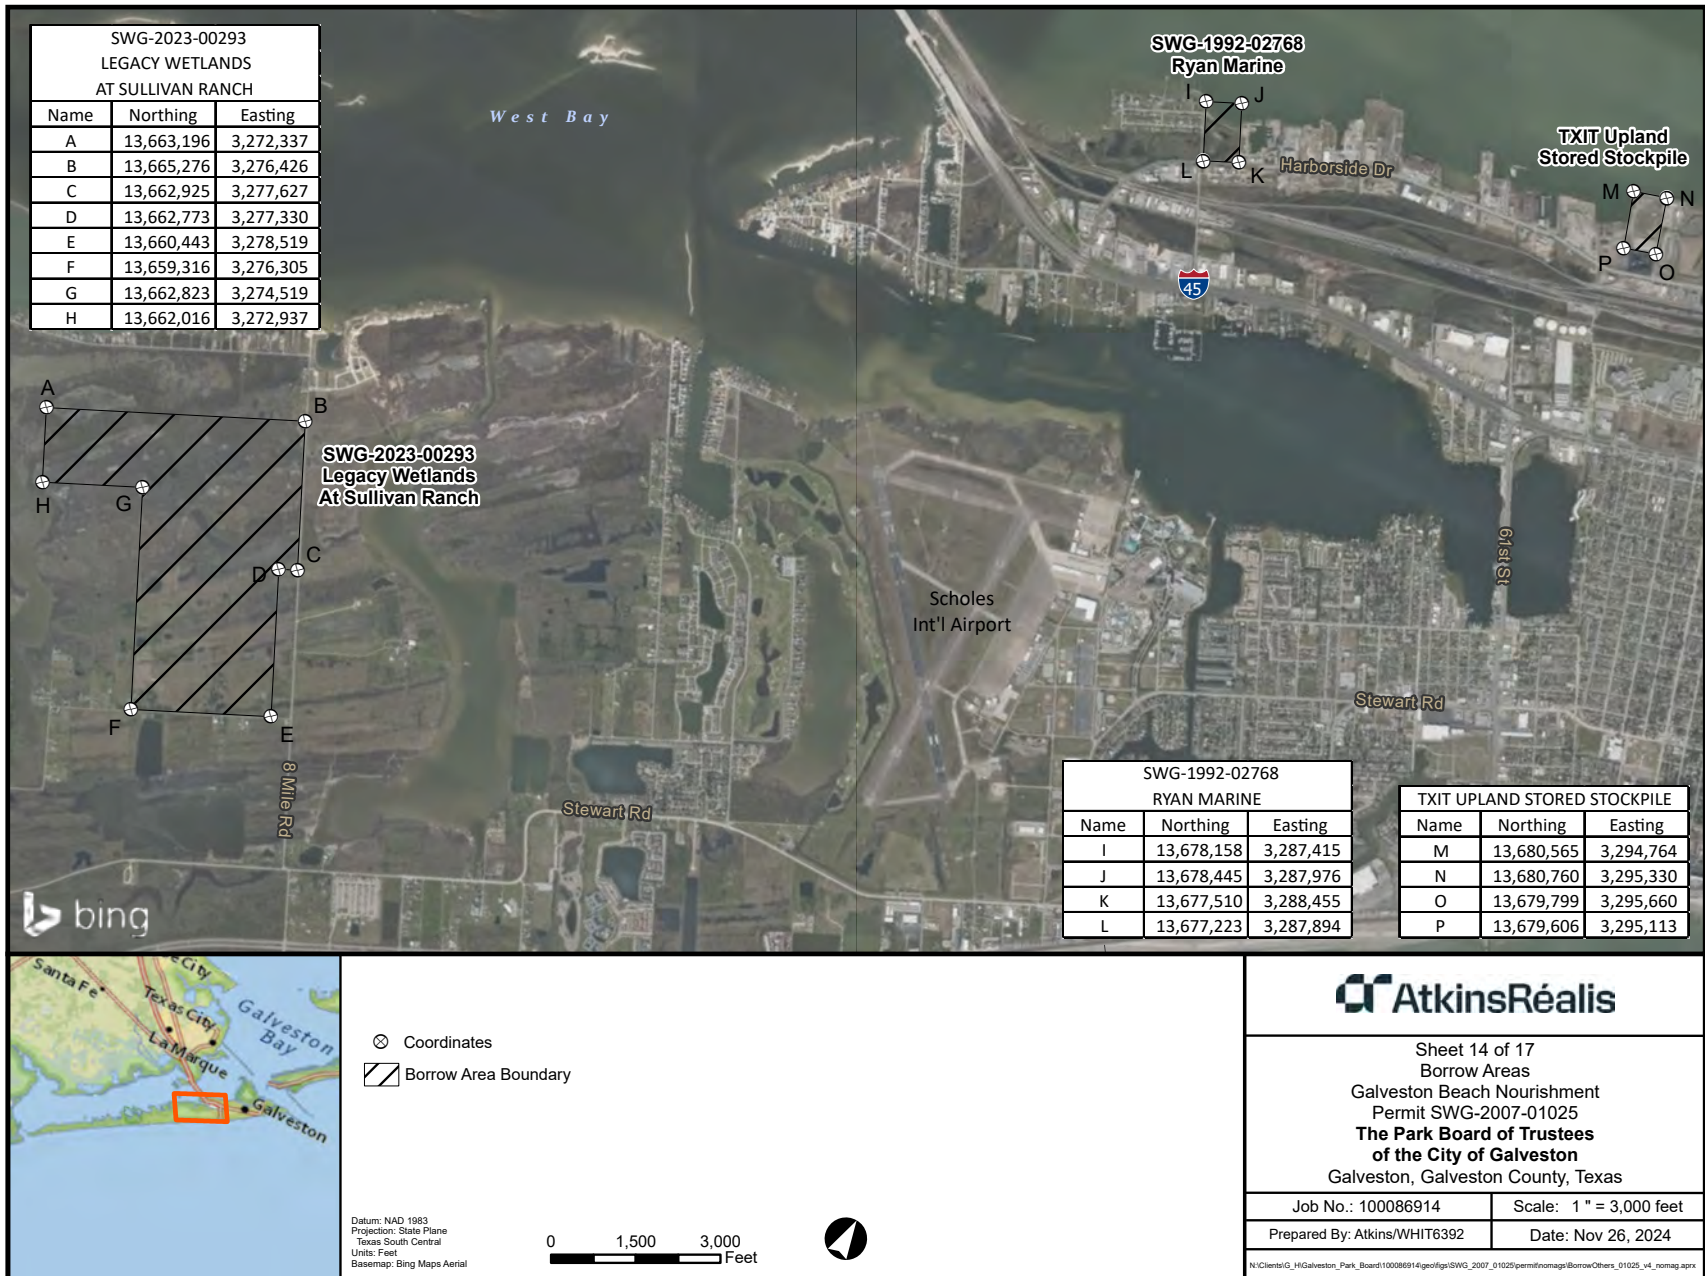 SWG-2023-00293
LEGACY WETLANDS
AT SULLIVAN RANCH
Name Northing Easting
A 13,663,196 3,272,337
B 13,665,276 3,276,426
C 13,662,925 3,277,627
D 13,662,773 3,277,330
E 13,660,443 3,278,519
F 13,659,316 3,276,305
G 13,662,823 3,274,519
H 13,662,016 3,272,937
West Bay
SWG-1992-02768
Ryan Marine
I
J
L
K
Harborside Dr
TXIT Upland
Stored Stockpile
M
N
P
O
45
A
B
SWG-2023-00293
Legacy Wetlands
At Sullivan Ranch
H
G
C
D
F
E
8 Mile Rd
Stewart Rd
Scholes
Int'l Airport
61st St
Stewart Rd
bing
SWG-1992-02768
RYAN MARINE
Name Northing Easting
I 13,678,158 3,287,415
J 13,678,445 3,287,976
K 13,677,510 3,288,455
L 13,677,223 3,287,894
TXIT UPLAND STORED STOCKPILE
Name Northing Easting
M 13,680,565 3,294,764
N 13,680,760 3,295,330
O 13,679,799 3,295,660
P 13,679,606 3,295,113
Santa Fe
e City
Texas City
La Marque
Galveston
Bay
Galveston
Coordinates
Borrow Area Boundary
Datum: NAD 1983
Projection: State Plane
Texas South Central
Units: Feet
Basemap: Bing Maps Aerial
0 1,500 3,000
Feet
AtkinsRéalis
Sheet 14 of 17
Borrow Areas
Galveston Beach Nourishment
Permit SWG-2007-01025
The Park Board of Trustees
of the City of Galveston
Galveston, Galveston County, Texas
Job No.: 100086914 Scale: 1 " = 3,000 feet
Prepared By: Atkins/WHIT6392 Date: Nov 26, 2024
N:\Clients\G_H\Galveston_Park_Board\100086914\geo\figs\SWG_2007_01025\permit\nomags\BorrowOthers_01025_v4_nomag.aprx